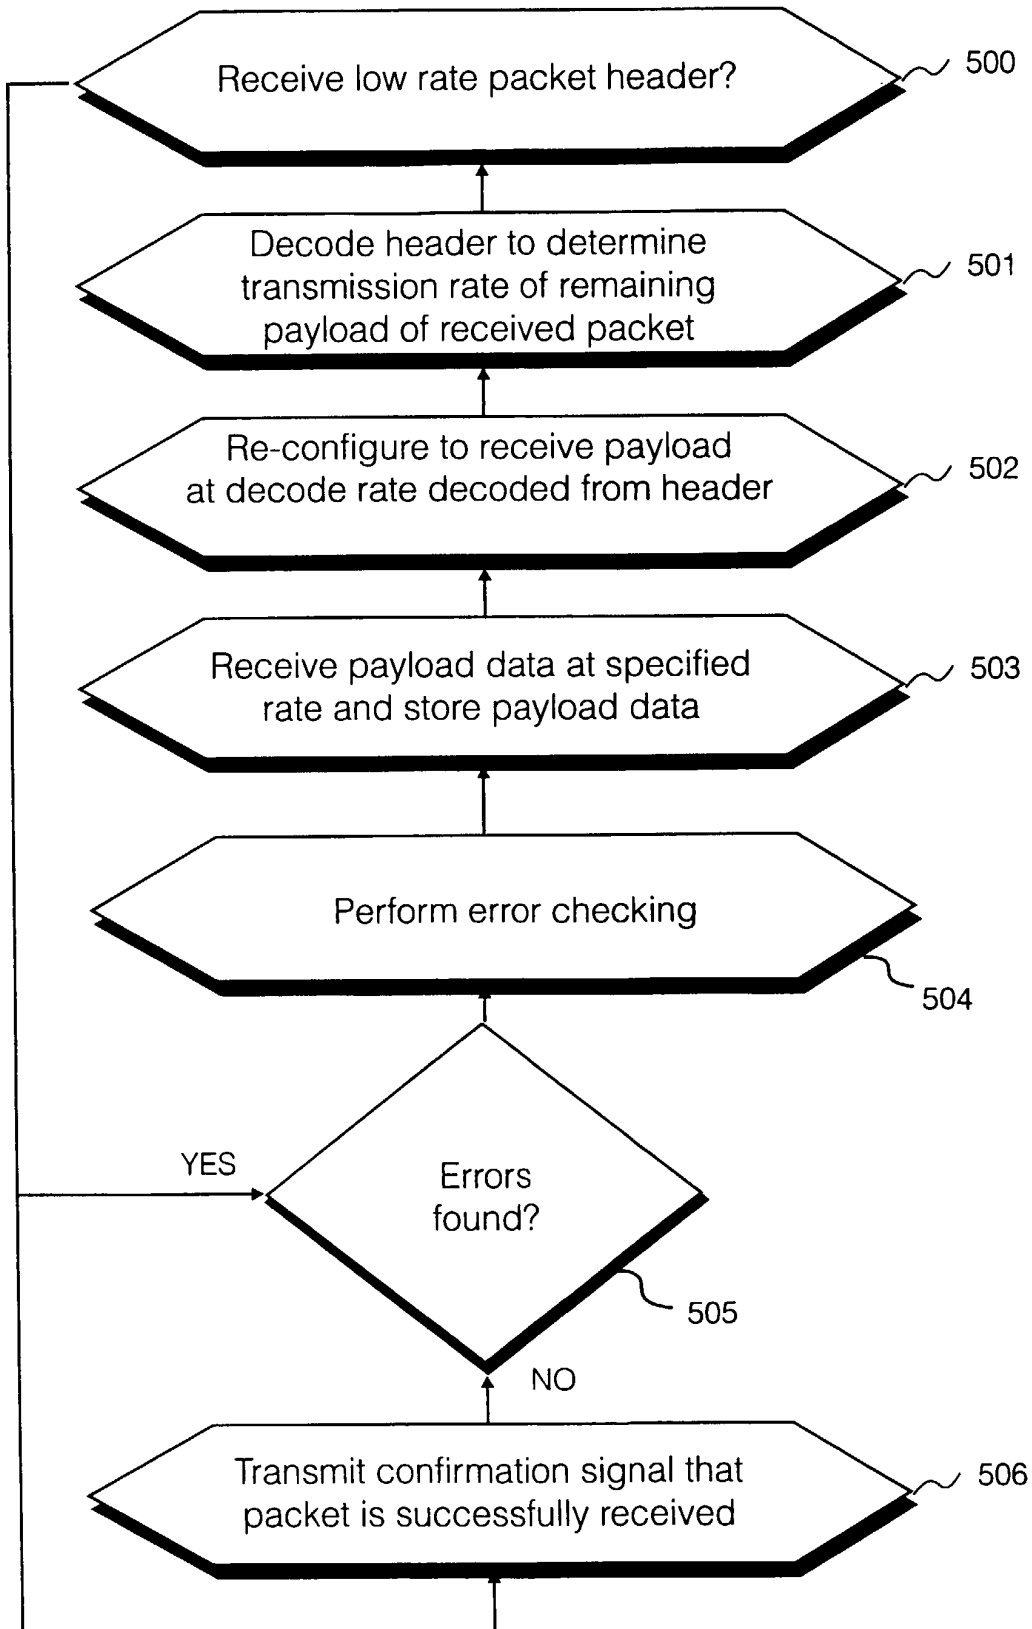 Receive low rate packet header?
500
Decode header to determine
transmission rate of remaining
payload of received packet
501
Re-configure to receive payload
at decode rate decoded from header
502
Receive payload data at specified
rate and store payload data
503
Perform error checking
504
YES
Errors
found?
505
NO
Transmit confirmation signal that
packet is successfully received
506